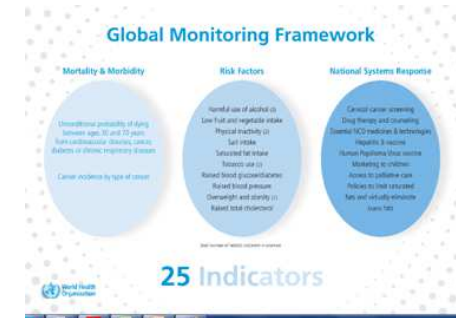 Global Monitoring Framework
Mortality & Morbidity
Unconditional probability of dying
between ages 30 and 70 years
from cardiovascular diseases, cancer,
diabetes or chronic respiratory diseases
Cancer incidence by type of cancer
Risk Factors
Harmful use of alcohol (3)
Low fruit and vegetable intake
Physical inactivity (2)
Salt intake
Saturated fat intake
Tobacco use (2)
Raised blood glucose/diabetes
Raised blood pressure
Overweight and obesity (2)
Raised total cholesterol
National Systems Response
Cervical cancer screening
Drug therapy and counseling
Essential NCD medicines & technologies
Hepatitis B vaccine
Human Papilloma Virus vaccine
Marketing to children
Access to palliative care
Policies to limit saturated
fats and virtually eliminate
trans fats
25 Indicators
World Health
Organization